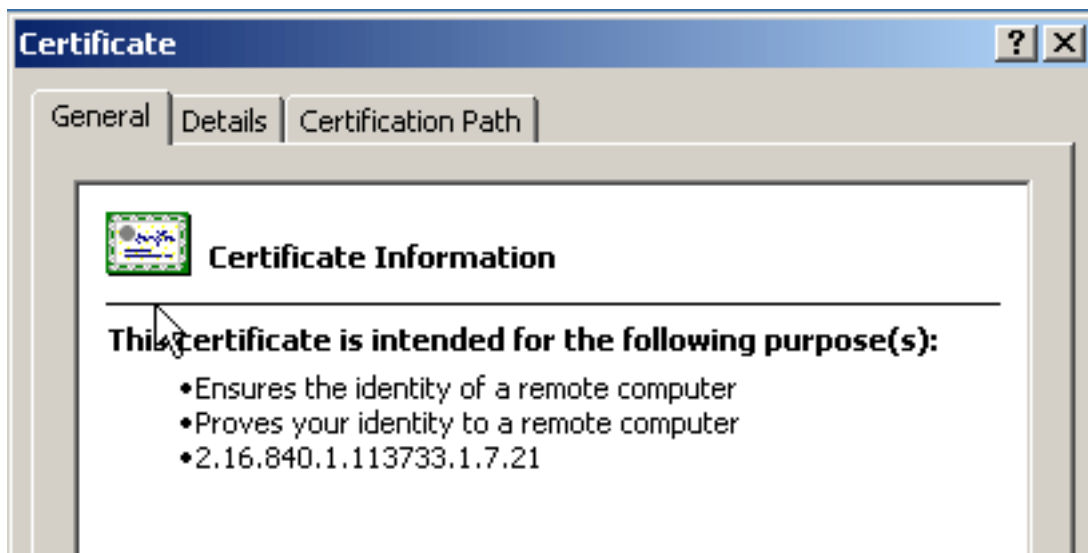 Certificate
General Details Certification Path
Certificate Information
This certificate is intended for the following purpose(s):
•Ensures the identity of a remote computer
•Proves your identity to a remote computer
•2.16.840.1.113733.1.7.21